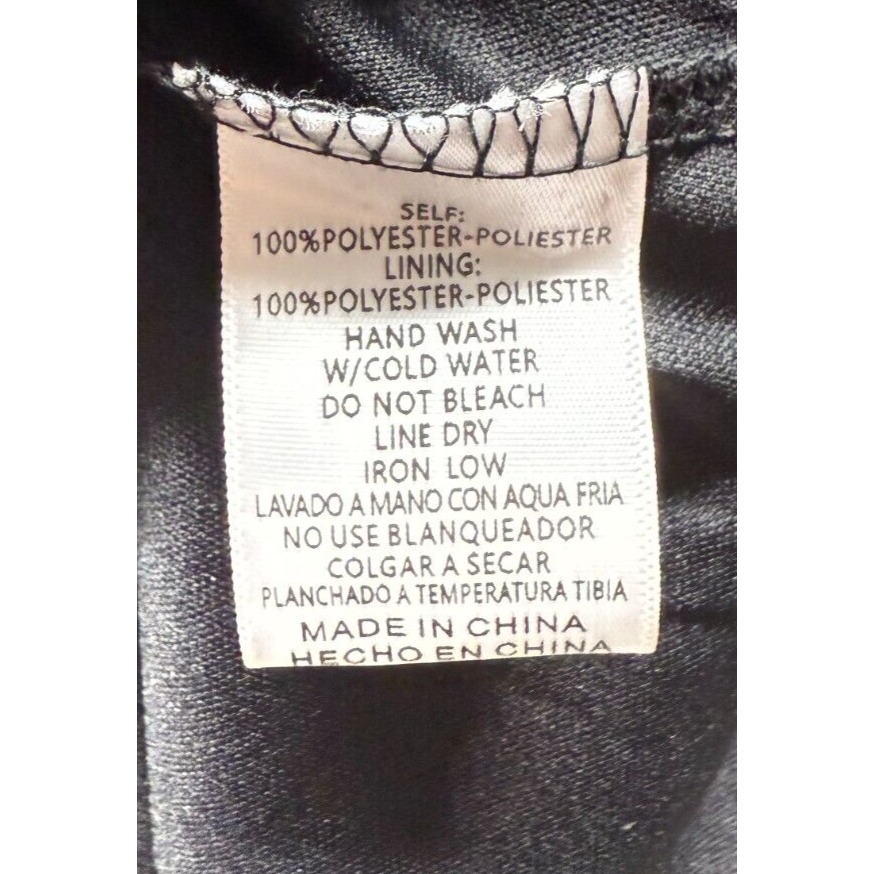 SELF:
100%POLYESTER-POLIESTER
LINING:
100%POLYESTER-POLIESTER
HAND WASH
W/COLD WATER
DO NOT BLEACH
LINE DRY
IRON LOW
LAVADO A MANO CON AQUA FRIA
NO USE BLANQUEADOR
COLGAR A SECAR
PLANCHADO A TEMPERATURA TIBIA
MADE IN CHINA
HECHO EN CHINA